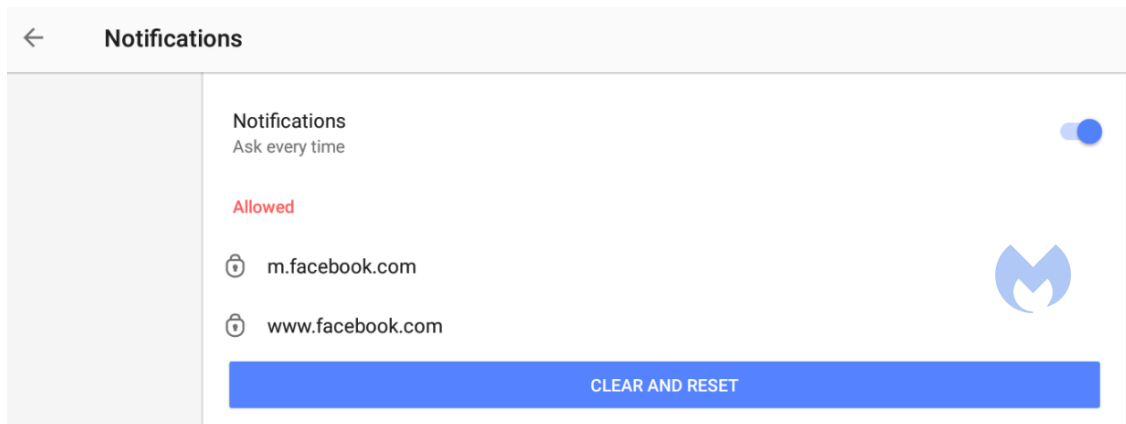 Notifications
Notifications
Ask every time
Allowed
m.facebook.com
www.facebook.com
CLEAR AND RESET